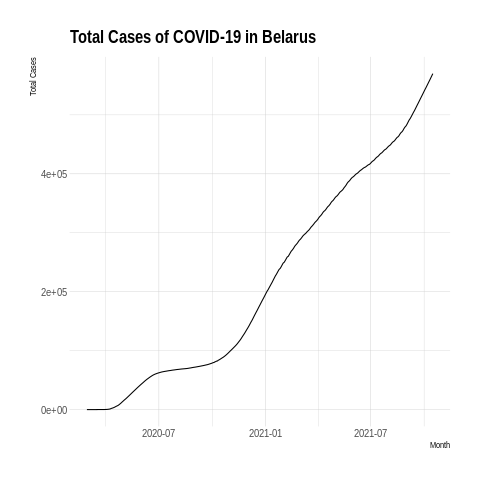 Total Cases of COVID-19 in Belarus
Total Cases
4e+05
2e+05
0e+00
2020-07 2021-01 2021-07
Month